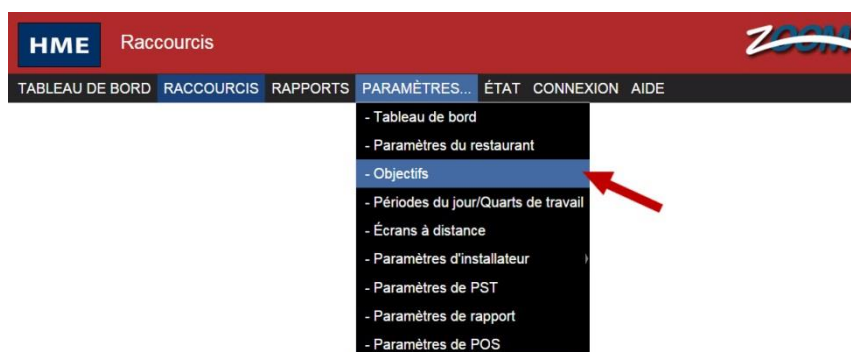 HME Raccourcis ZOOM
TABLEAU DE BORD RACCOURCIS RAPPORTS PARAMÈTRES... ÉTAT CONNEXION AIDE
- Tableau de bord
- Paramètres du restaurant
- Objectifs
- Périodes du jour/Quarts de travail
- Écrans à distance
- Paramètres d'installateur
- Paramètres de PST
- Paramètres de rapport
- Paramètres de POS